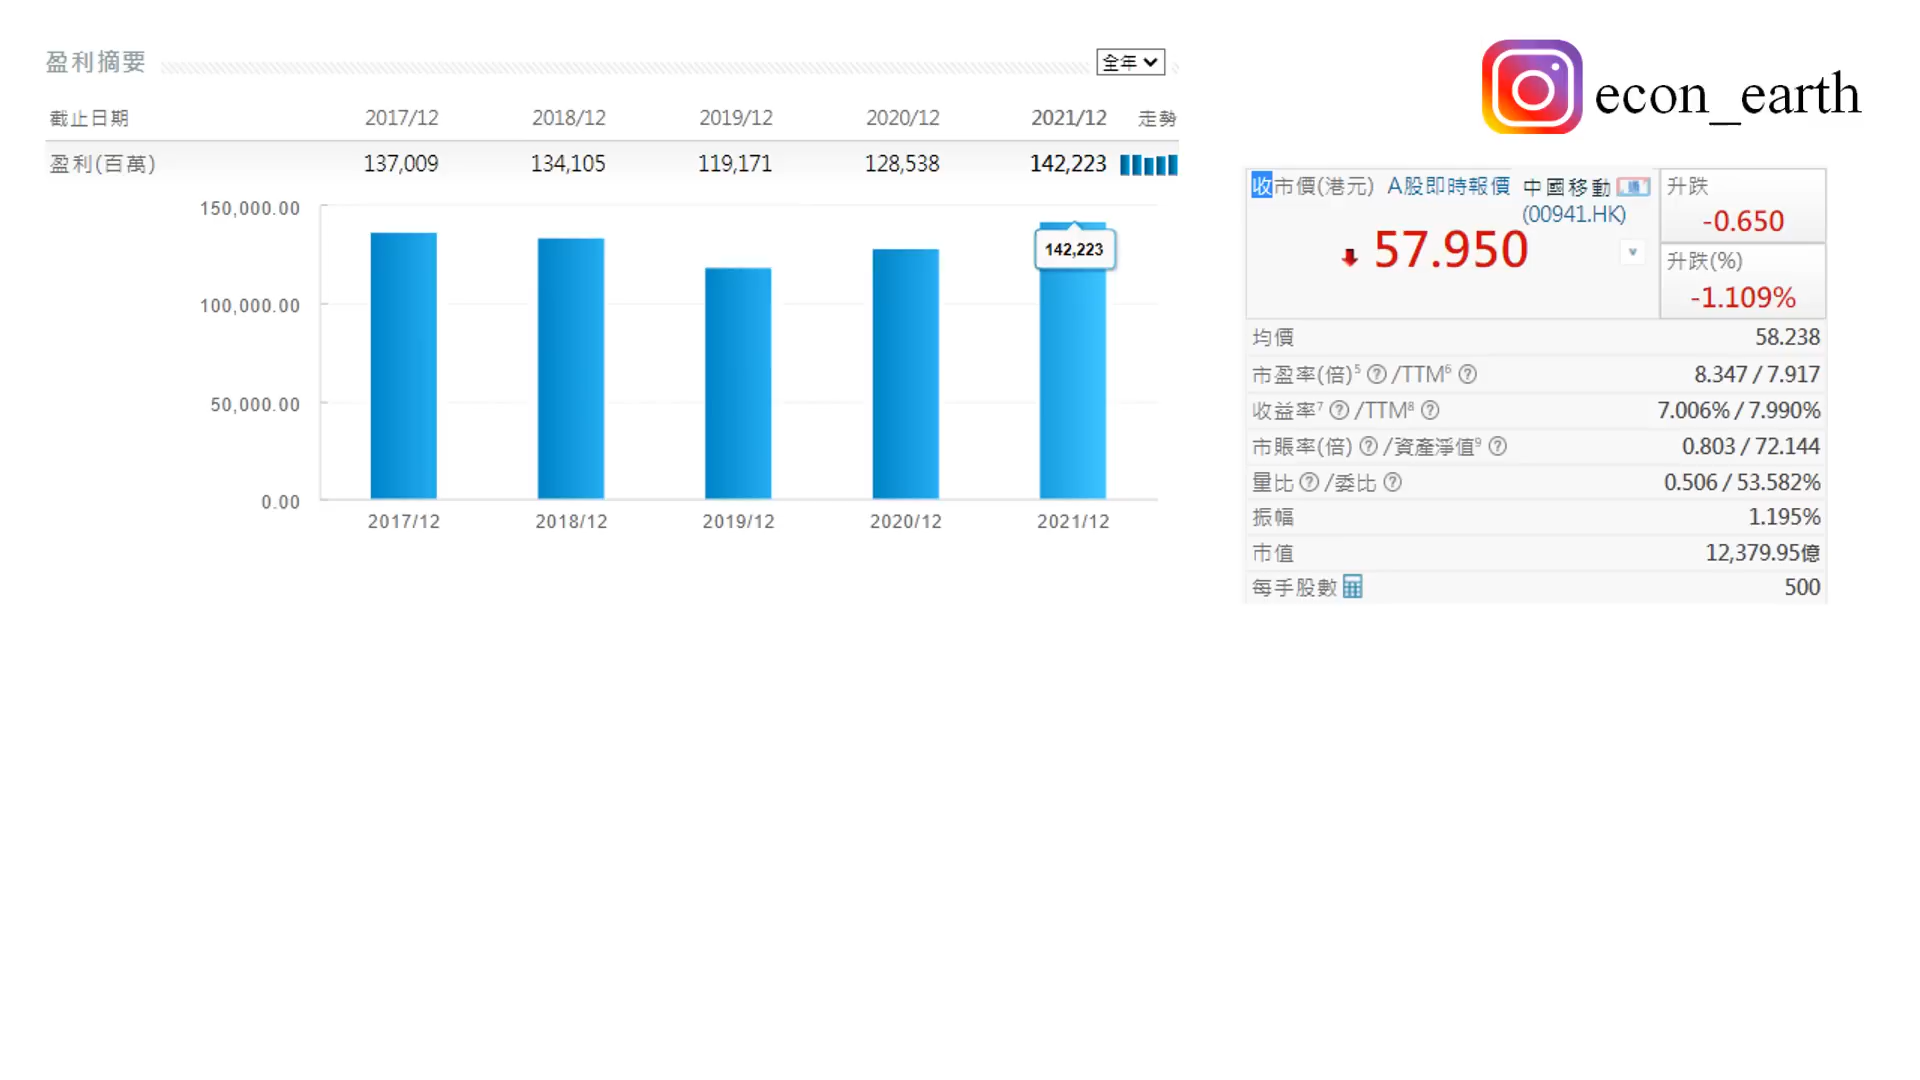 盈利摘要
全年
截止日期 2017/12 2018/12 2019/12 2020/12 2021/12 走勢
盈利(百萬) 137,009 134,105 119,171 128,538 142,223
150,000.00
100,000.00
50,000.00
0.00
142,223
2017/12 2018/12 2019/12 2020/12 2021/12
econ_earth
收市價(港元) A股即時報價 中國移動
(00941.HK)
57.950
升跌
-0.650
升跌(%)
-1.109%
均價 58.238
市盈率(倍)5 ? /TTM6 ? 8.347 / 7.917
收益率7 ? /TTM8 ? 7.006% / 7.990%
市賬率(倍) ? /資產淨值9 ? 0.803 / 72.144
量比 ? /委比 ? 0.506 / 53.582%
振幅 1.195%
市值 12,379.95億
每手股數 500